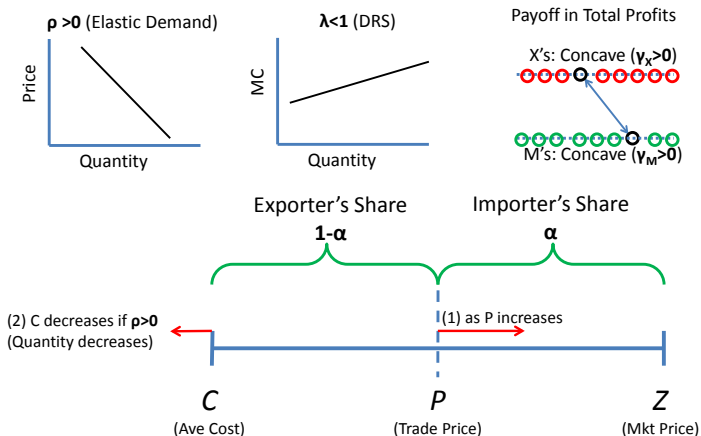 ρ >0 (Elastic Demand)
Price
Quantity
λ<1 (DRS)
MC
Quantity
Payoff in Total Profits
X's: Concave (γX>0)
M's: Concave (γM>0)
Exporter's Share
1-α
Importer's Share
α
(2) C decreases if ρ>0
(Quantity decreases)
(1) as P increases
C
(Ave Cost)
P
(Trade Price)
Z
(Mkt Price)